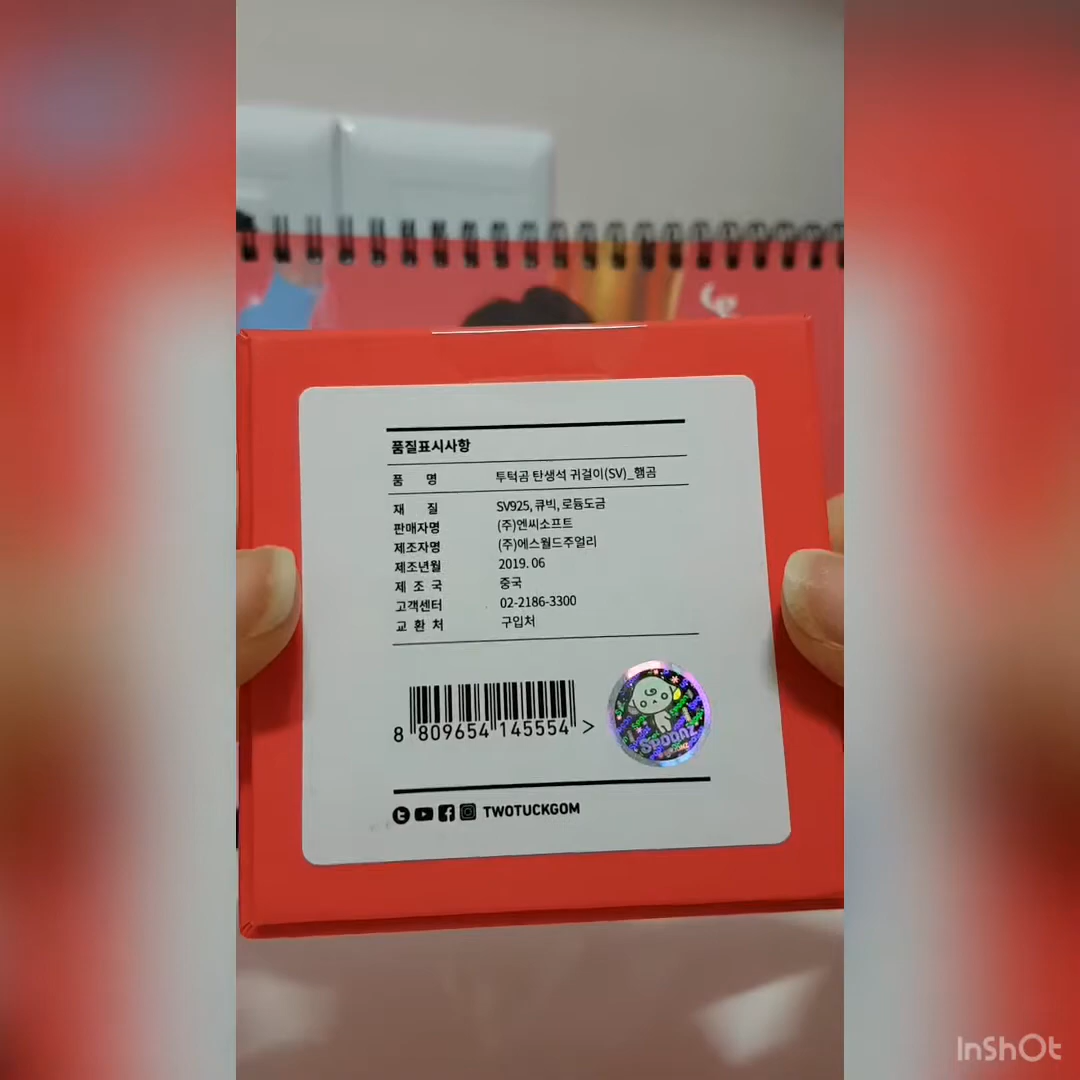 품질표시사항
품 명 투턱곰 탄생석 귀걸이(SV)_햄곰
재 질 SV925, 큐빅, 로듐도금
판매자명 (주)엔씨소프트
제조자명 (주)에스월드주얼리
제조년월 2019. 06
제 조 국 중국
고객센터 02-2186-3300
교 환 처 구입처
8 809654 145554 >
SPOONZ
TWOTUCKGOM
InShOt